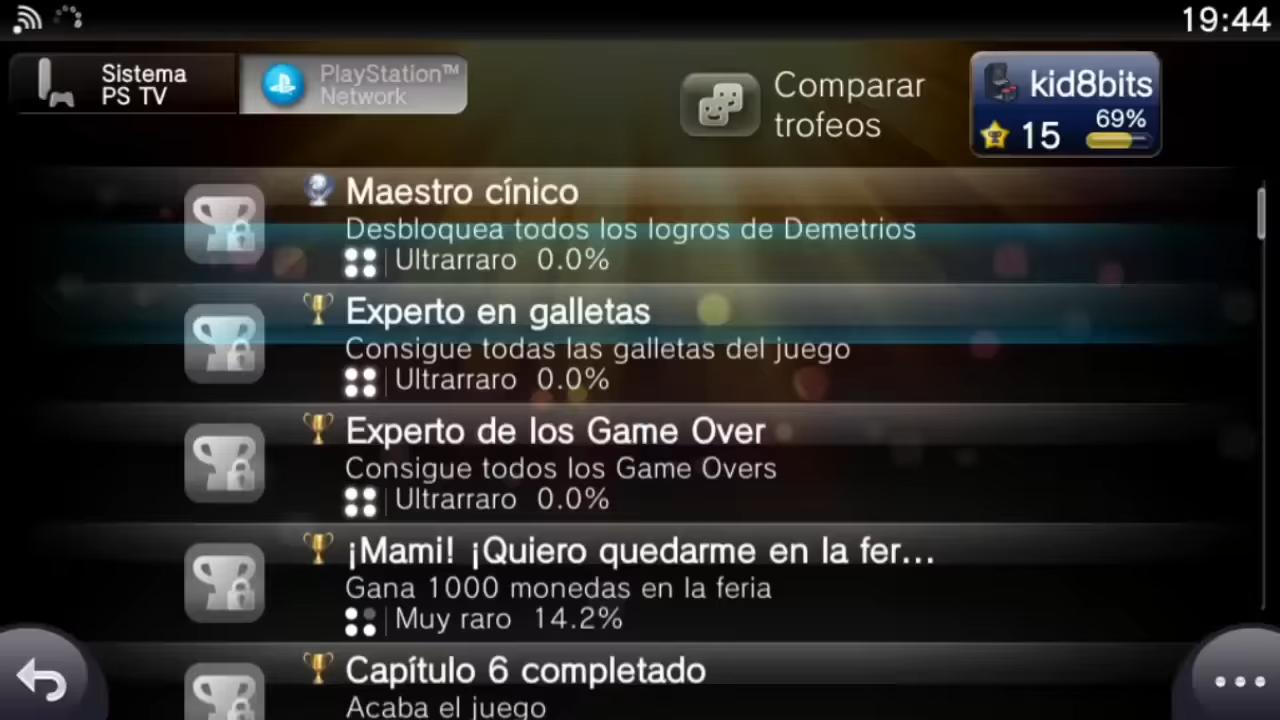 19:44
Sistema
PS TV
PlayStation™
Network
Comparar
trofeos
kid8bits
15
69%
Maestro cínico
Desbloquea todos los logros de Demetrios
Ultrarraro 0.0%
Experto en galletas
Consigue todas las galletas del juego
Ultrarraro 0.0%
Experto de los Game Over
Consigue todos los Game Overs
Ultrarraro 0.0%
¡Mami! ¡Quiero quedarme en la fer...
Gana 1000 monedas en la feria
Muy raro 14.2%
Capítulo 6 completado
Acaba el juego